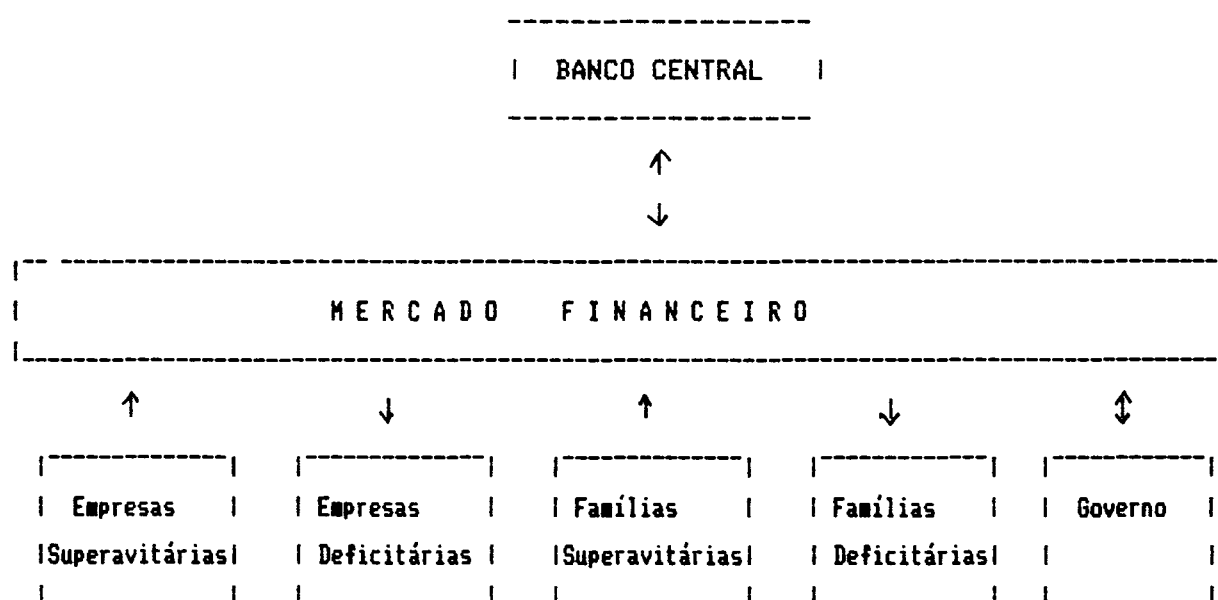 BANCO CENTRAL
MERCADO FINANCEIRO
Empresas Empresas Famílias Famílias Governo
Superavitárias Deficitárias Superavitárias Deficitárias